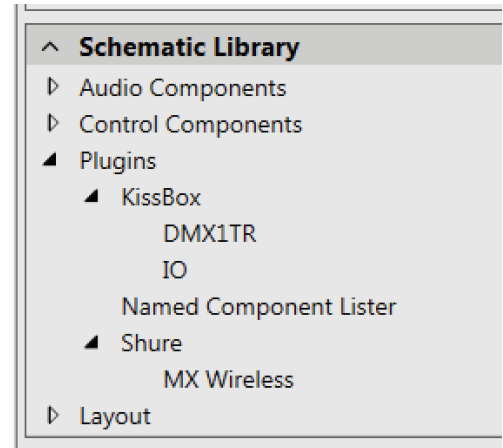 Schematic Library
Audio Components
Control Components
Plugins
KissBox
DMX1TR
IO
Named Component Lister
Shure
MX Wireless
Layout